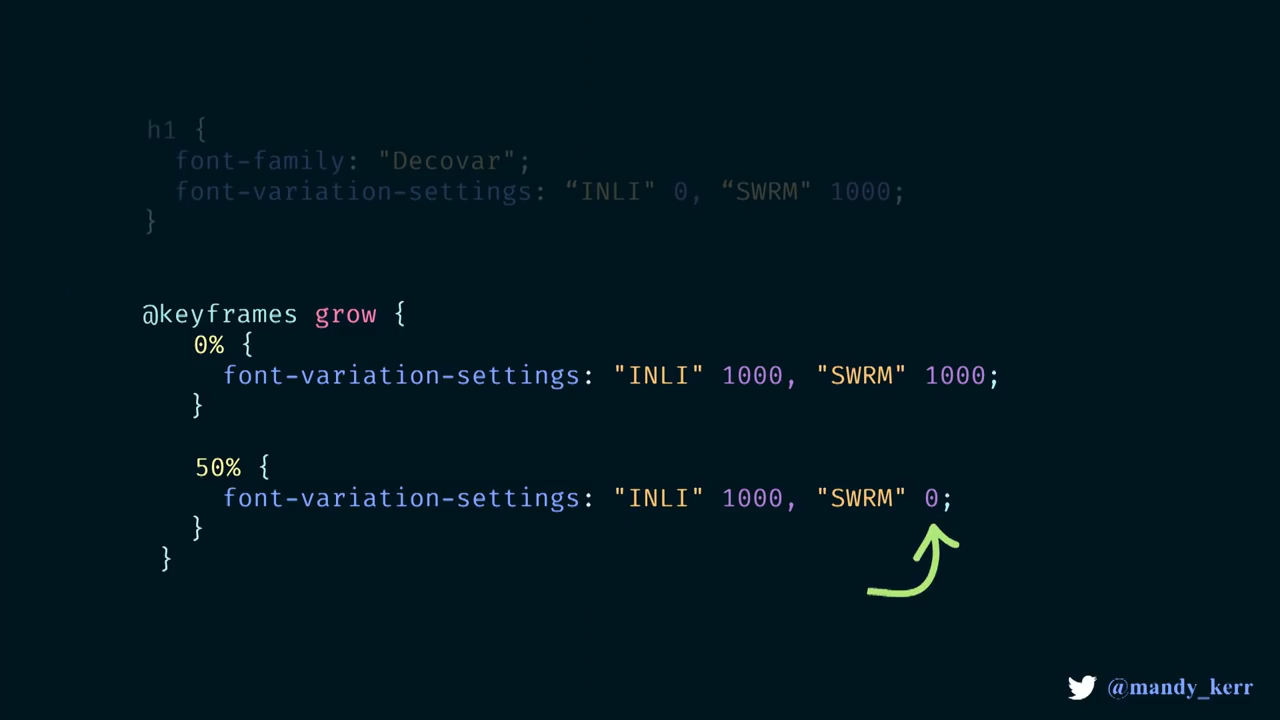 h1 {
font-family: "Decovar";
font-variation-settings: “INLI" 0, “SWRM" 1000;
}
@keyframes grow {
0% {
font-variation-settings: "INLI" 1000, "SWRM" 1000;
}
50% {
font-variation-settings: "INLI" 1000, "SWRM" 0;
}
}
@mandy_kerr